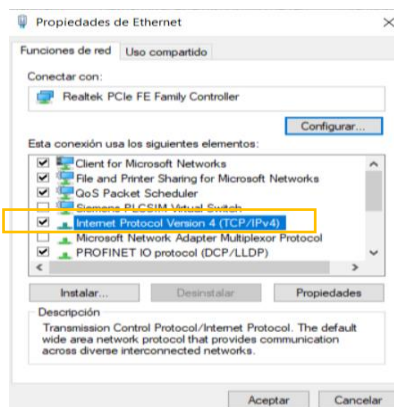 Propiedades de Ethernet
Funciones de red
Uso compartido
Conectar con:
Realtek PCIe FE Family Controller
Configurar...
Esta conexión usa los siguientes elementos:
Client for Microsoft Networks
File and Printer Sharing for Microsoft Networks
QoS Packet Scheduler
Siemens PLCSIM Virtual Switch
Internet Protocol Version 4 (TCP/IPv4)
Microsoft Network Adapter Multiplexor Protocol
PROFINET IO protocol (DCP/LLDP)
Instalar...
Desinstalar
Propiedades
Descripción
Transmission Control Protocol/Internet Protocol. The default
wide area network protocol that provides communication
across diverse interconnected networks.
Aceptar
Cancelar